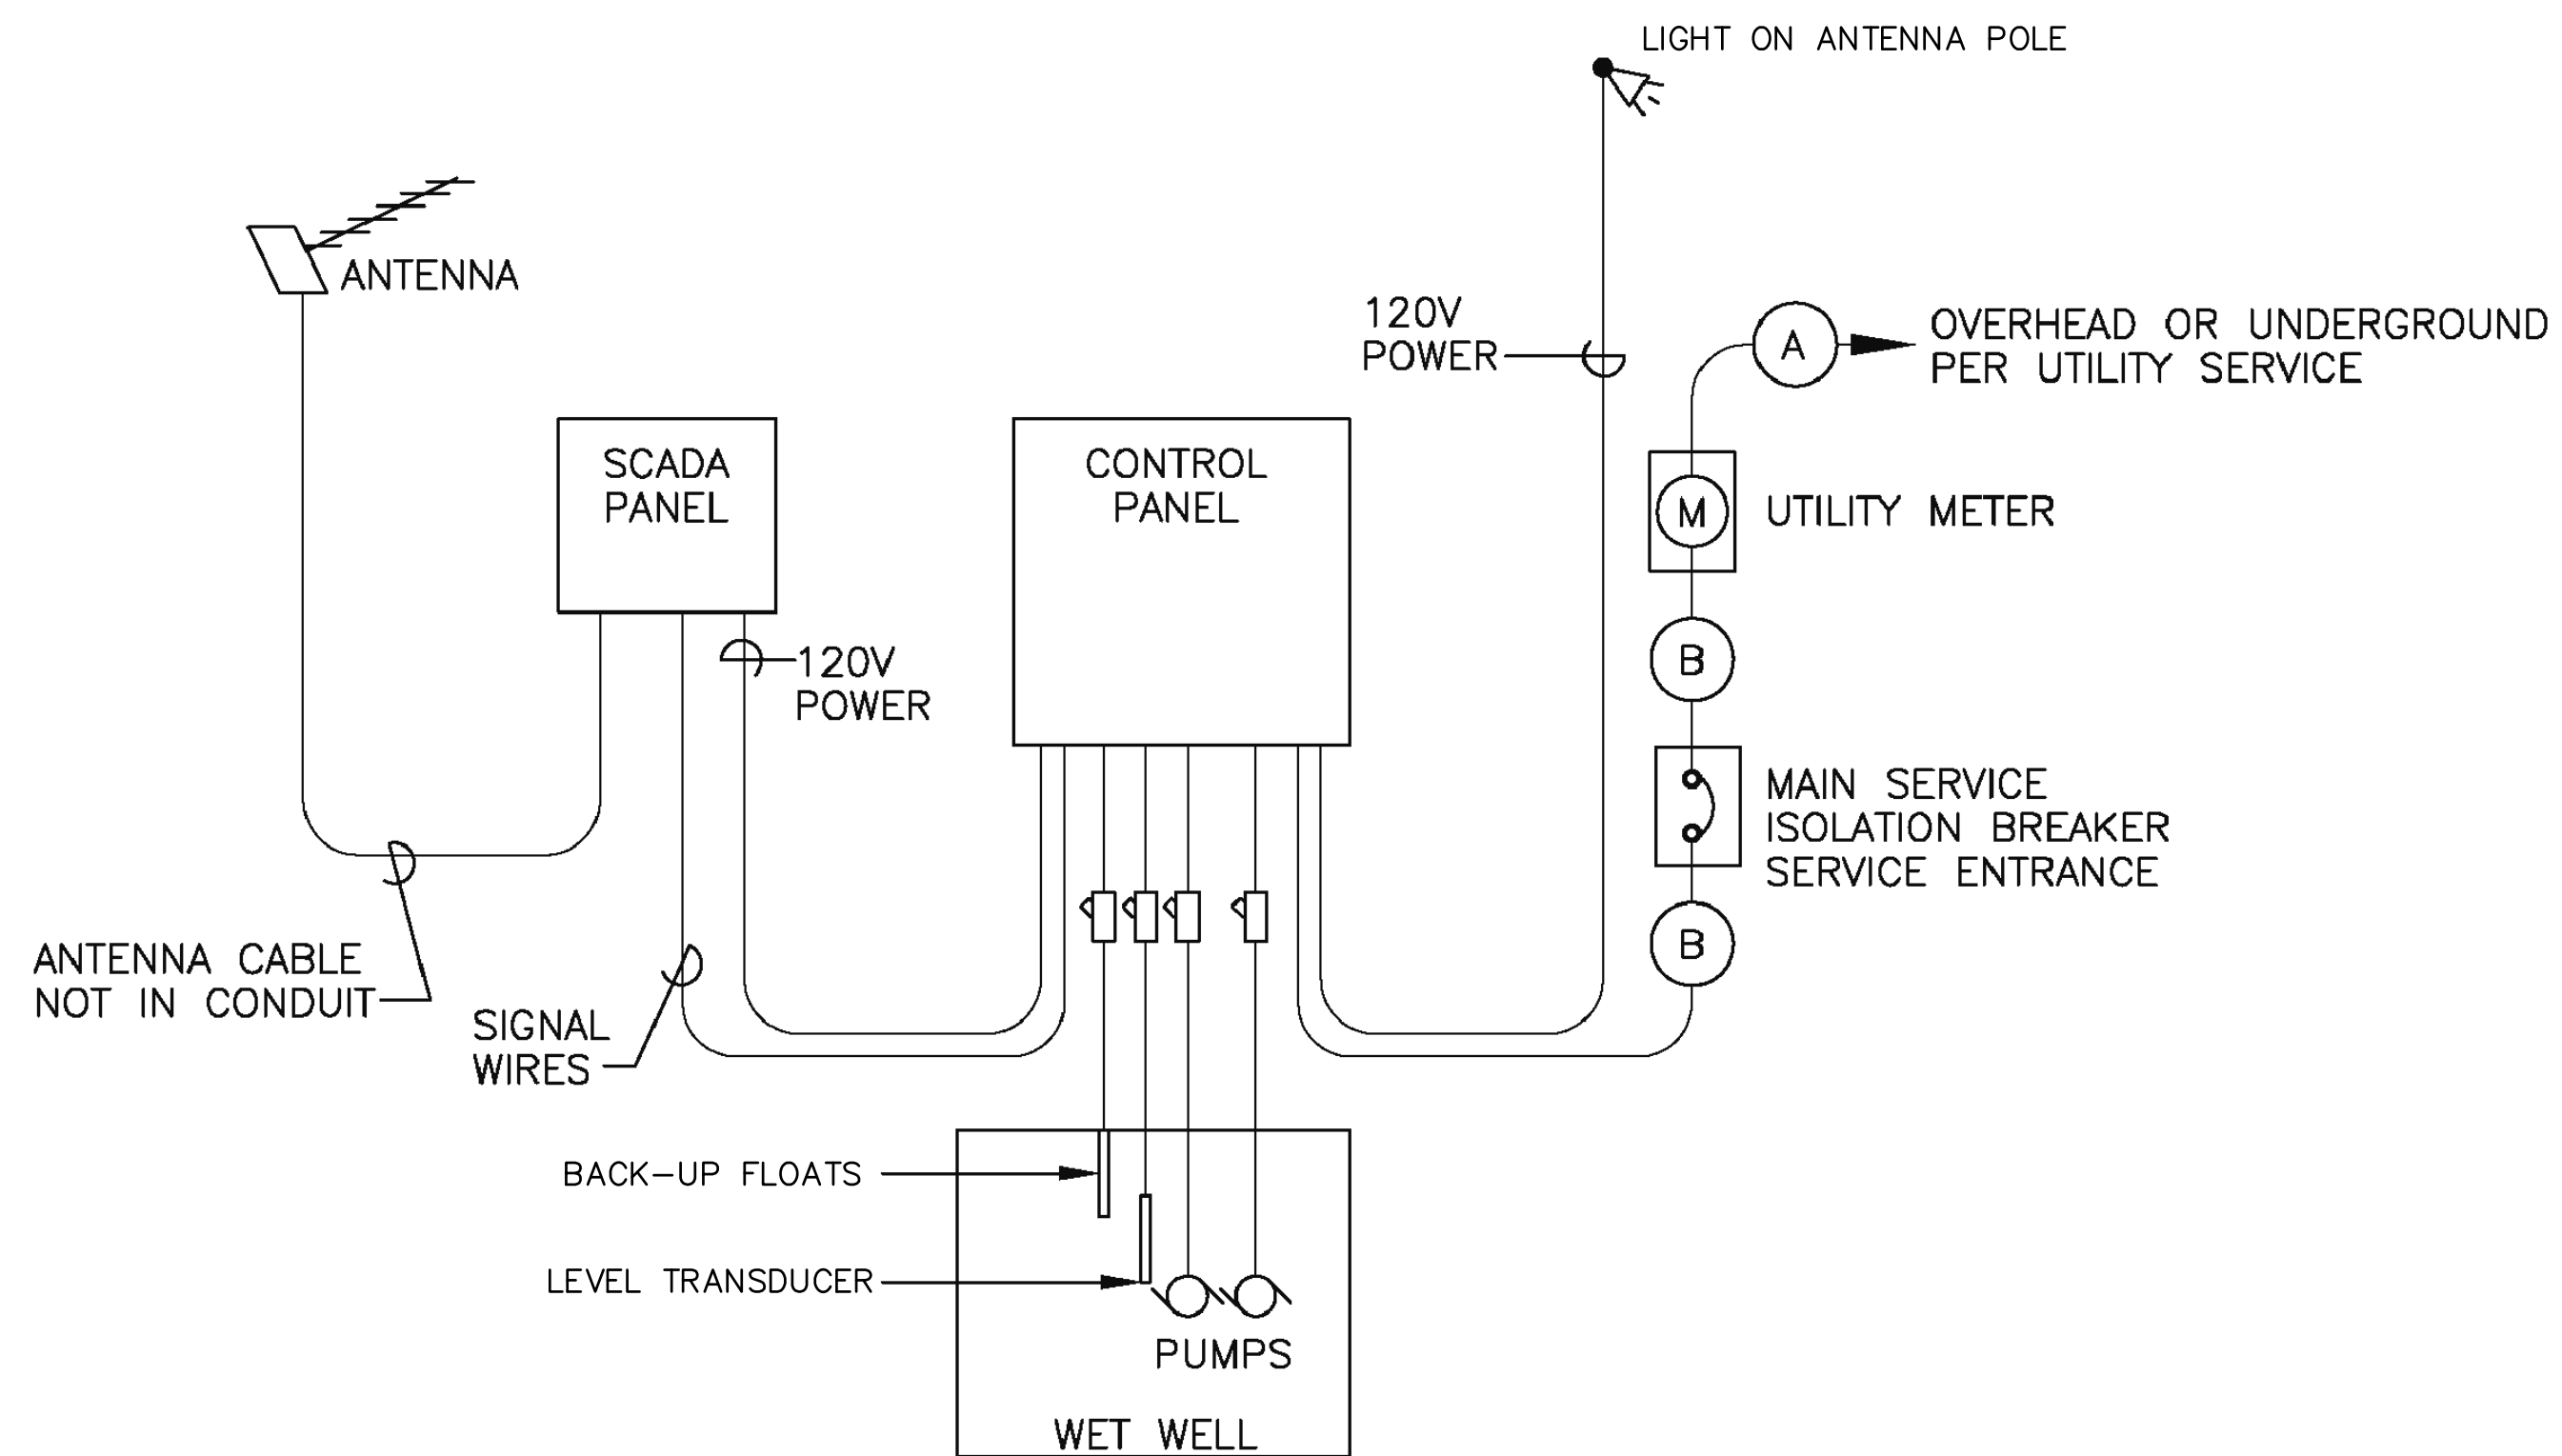 LIGHT ON ANTENNA POLE
ANTENNA
120V
POWER
A
OVERHEAD OR UNDERGROUND
PER UTILITY SERVICE
SCADA
PANEL
CONTROL
PANEL
M
UTILITY METER
120V
POWER
B
MAIN SERVICE
ISOLATION BREAKER
SERVICE ENTRANCE
B
ANTENNA CABLE
NOT IN CONDUIT
SIGNAL
WIRES
BACK-UP FLOATS
LEVEL TRANSDUCER
PUMPS
WET WELL